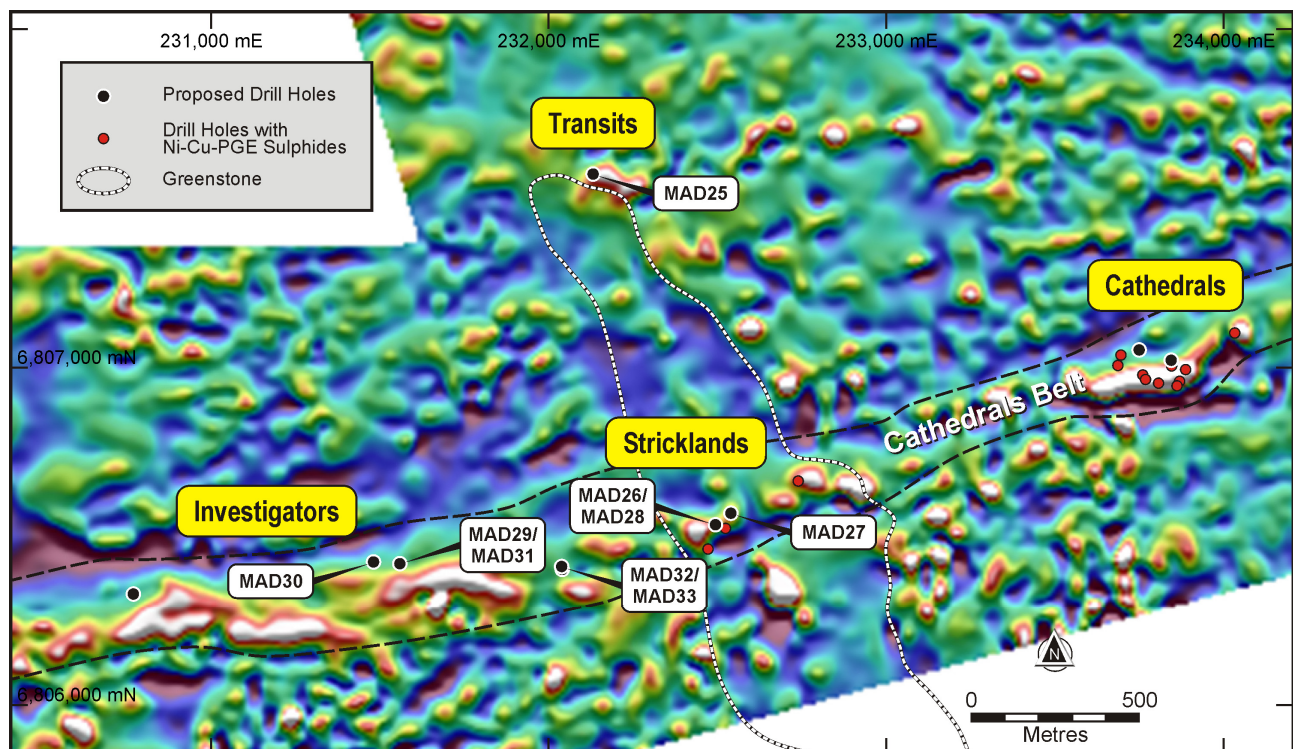 231,000 mE
232,000 mE
233,000 mE
234,000 mE
Proposed Drill Holes
Drill Holes with
Ni-Cu-PGE Sulphides
Greenstone
Transits
MAD25
Cathedrals
6,807,000 mN
Cathedrals Belt
Stricklands
Investigators
MAD26/
MAD28
MAD29/
MAD31
MAD27
MAD30
MAD32/
MAD33
N
6,806,000 mN
0
500
Metres